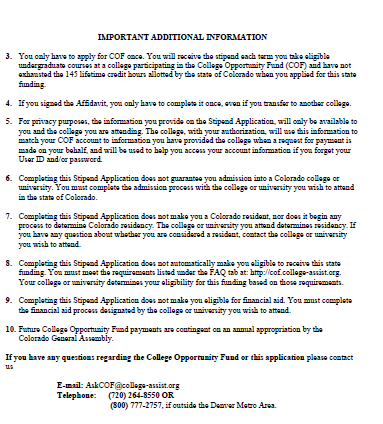 IMPORTANT ADDITIONAL INFORMATION
3. You only have to apply for COF once. You will receive the stipend each term you take eligible
undergraduate courses at a college participating in the College Opportunity Fund (COF) and have not
exhausted the 145 lifetime credit hours allotted by the state of Colorado when you applied for this state
funding.
4. If you signed the Affidavit, you only have to complete it once, even if you transfer to another college.
5. For privacy purposes, the information you provide on the Stipend Application, will only be available to
you and the college you are attending. The college, with your authorization, will use this information to
match your COF account to information you have provided the college when a request for payment is
made on your behalf, and will be used to help you access your account information if you forget your
User ID and/or password.
6. Completing this Stipend Application does not guarantee you admission into a Colorado college or
university. You must complete the admission process with the college or university you wish to attend
in the state of Colorado.
7. Completing this Stipend Application does not make you a Colorado resident, nor does it begin any
process to determine Colorado residency. The college or university you attend determines residency. If
you have any question about whether you are considered a resident, contact the college or university
you wish to attend.
8. Completing this Stipend Application does not automatically make you eligible to receive this state
funding. You must meet the requirements listed under the FAQ tab at: http://cof.college-assist.org.
Your college or university determines your eligibility for this funding based on those requirements.
9. Completing this Stipend Application does not make you eligible for financial aid. You must complete
the financial aid process designated by the college or university you wish to attend.
10. Future College Opportunity Fund payments are contingent on an annual appropriation by the
Colorado General Assembly.
If you have any questions regarding the College Opportunity Fund or this application please contact
us
E-mail: AskCOF@college-assist.org
Telephone: (720) 264-8550 OR
(800) 777-2757, if outside the Denver Metro Area.